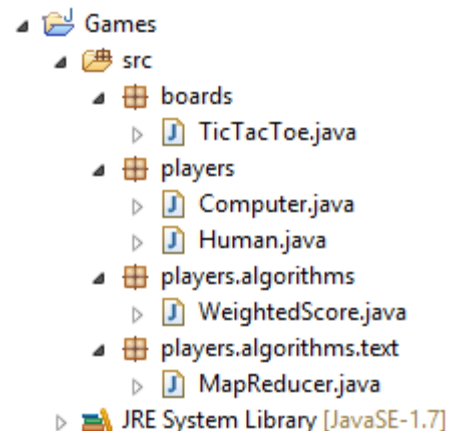 Games
src
boards
TicTacToe.java
players
Computer.java
Human.java
players.algorithms
WeightedScore.java
players.algorithms.text
MapReducer.java
JRE System Library [JavaSE-1.7]